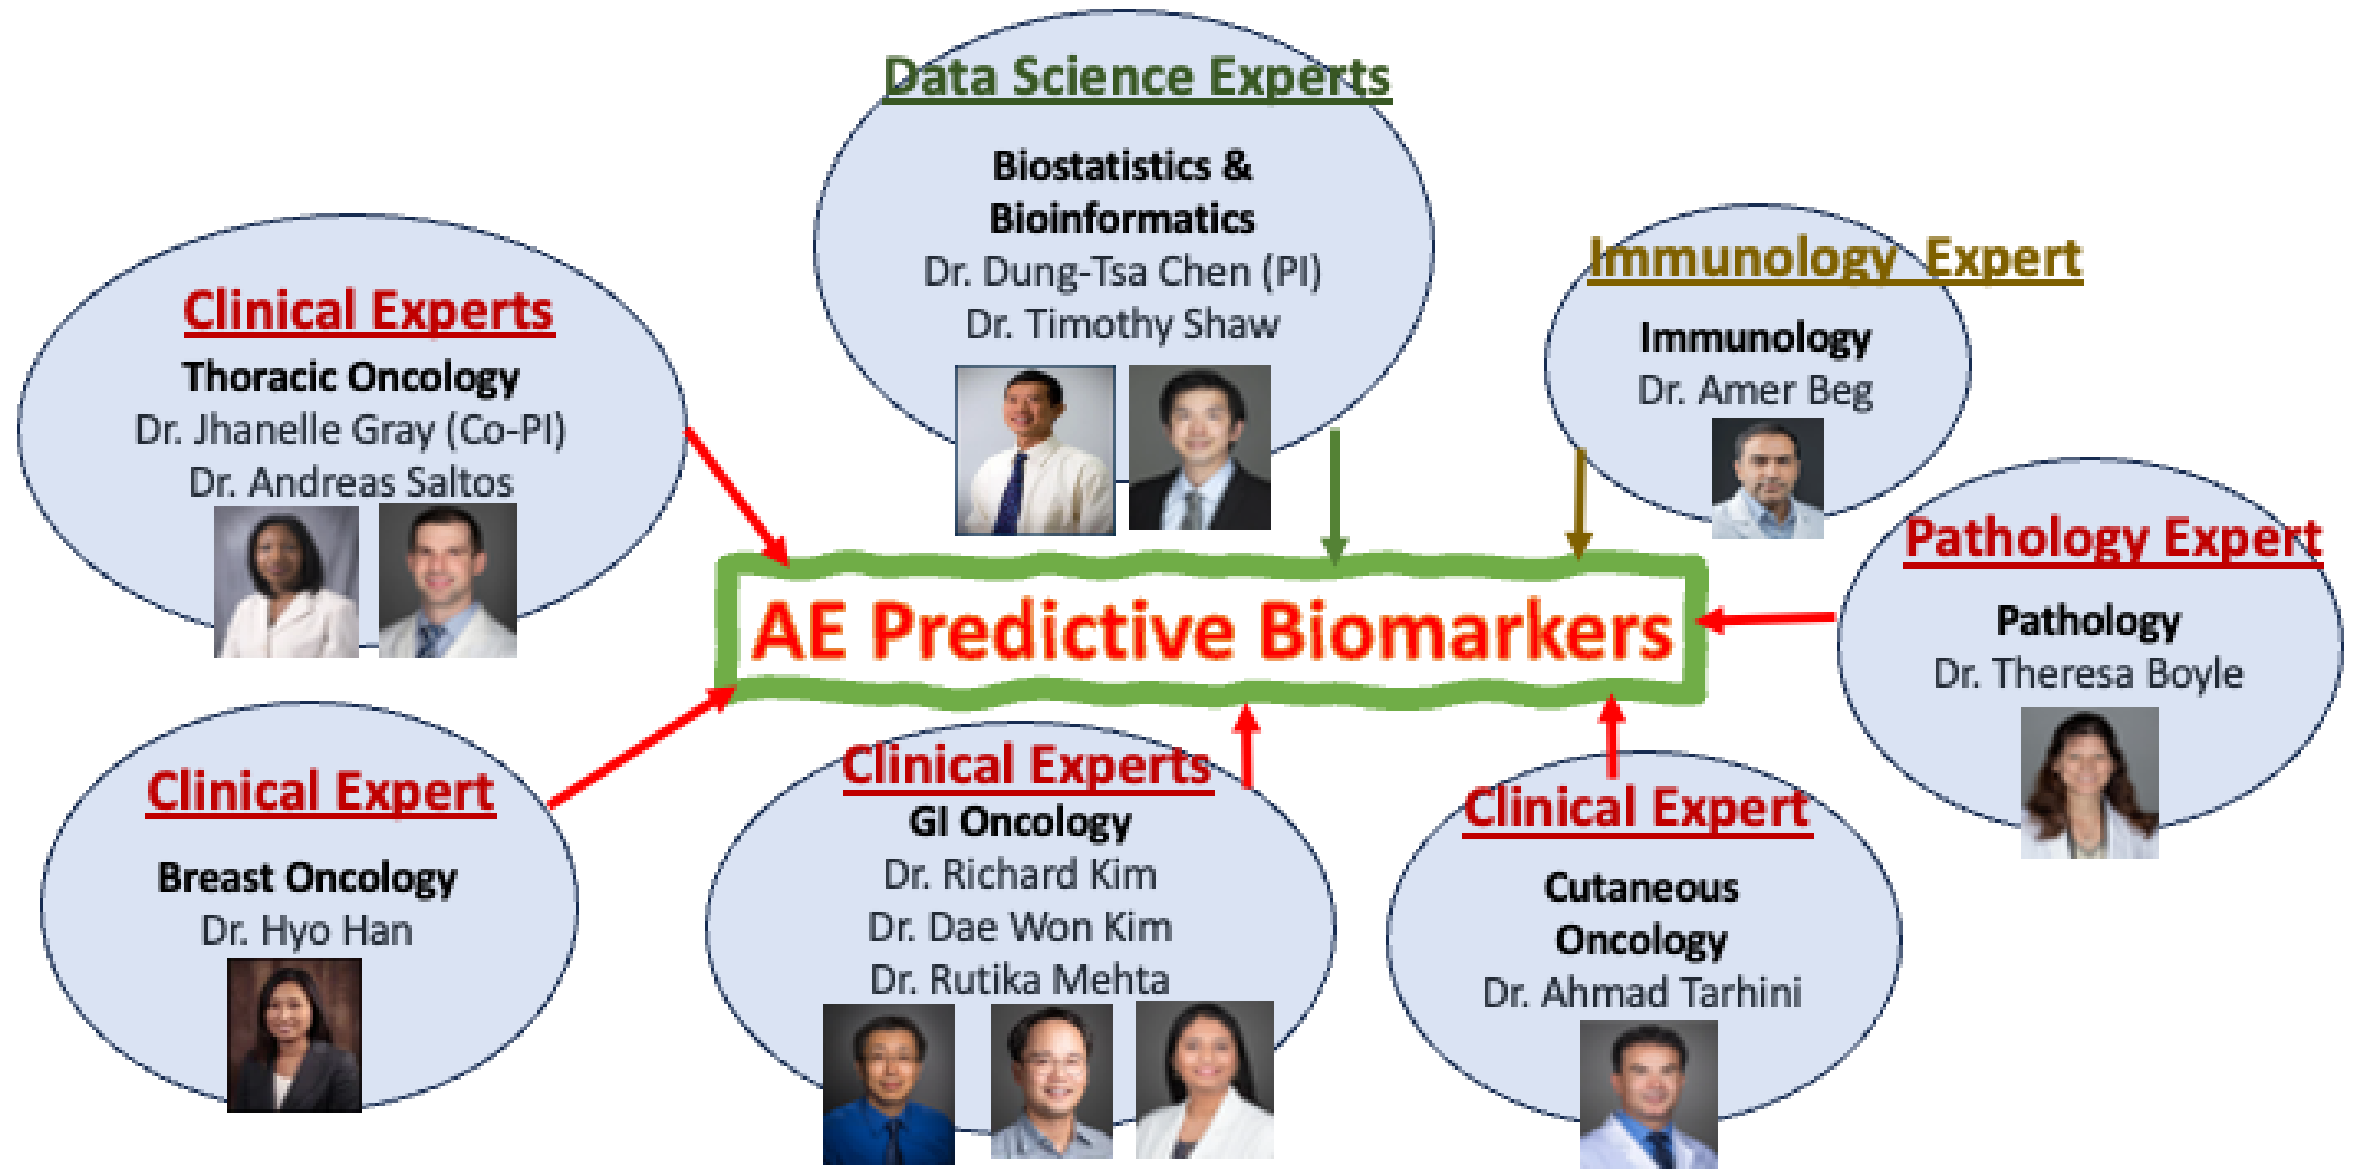 Data Science Experts
Biostatistics &
Bioinformatics
Dr. Dung-Tsa Chen (PI)
Dr. Timothy Shaw
Immunology Expert
Immunology
Dr. Amer Beg
Clinical Experts
Thoracic Oncology
Dr. Jhanelle Gray (Co-PI)
Dr. Andreas Saltos
Pathology Expert
Pathology
Dr. Theresa Boyle
AE Predictive Biomarkers
Clinical Expert
Breast Oncology
Dr. Hyo Han
Clinical Experts
GI Oncology
Dr. Richard Kim
Dr. Dae Won Kim
Dr. Rutika Mehta
Clinical Expert
Cutaneous
Oncology
Dr. Ahmad Tarhini